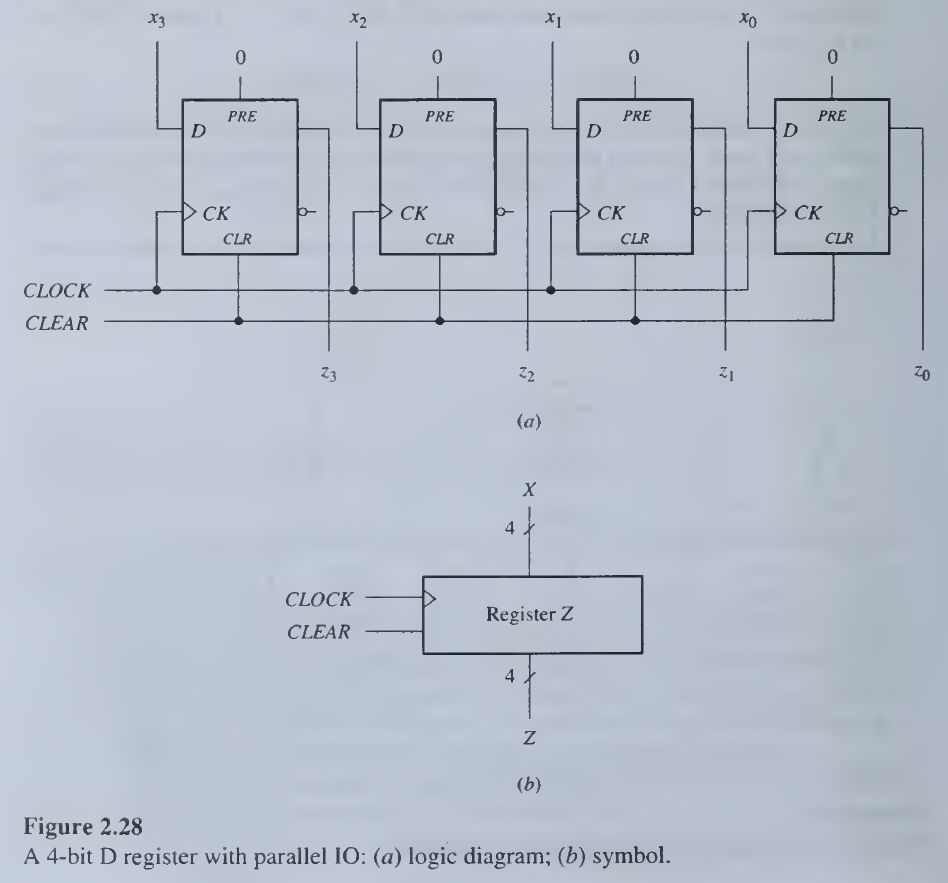 x3 x2 x1 x0
0 0 0 0
PRE PRE PRE PRE
D D D D
CK CK CK CK
CLR CLR CLR CLR
CLOCK
CLEAR
z3 z2 z1 z0
(a)
X
4
CLOCK
Register Z
CLEAR
4
Z
(b)
Figure 2.28
A 4-bit D register with parallel IO: (a) logic diagram; (b) symbol.